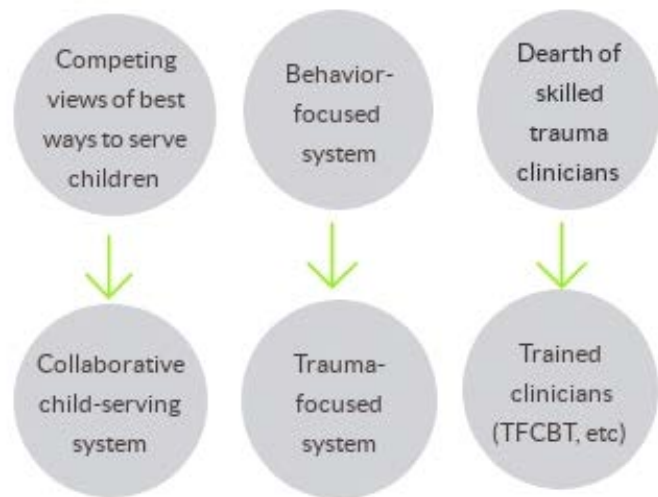 Competing
views of best
ways to serve
children
Behavior-
focused
system
Dearth of
skilled
trauma
clinicians
Collaborative
child-serving
system
Trauma-
focused
system
Trained
clinicians
(TFCBT, etc)